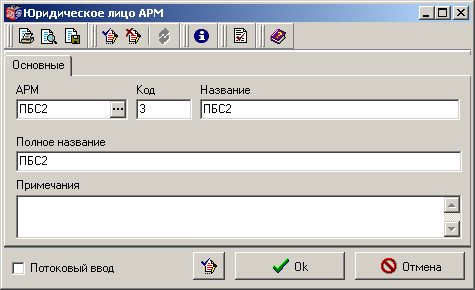 Юридическое лицо АРМ
Основные
АРМ Код Название
ПБС2 ... 3 ПБС2
Полное название
ПБС2
Примечания
Потоковый ввод Ok Отмена